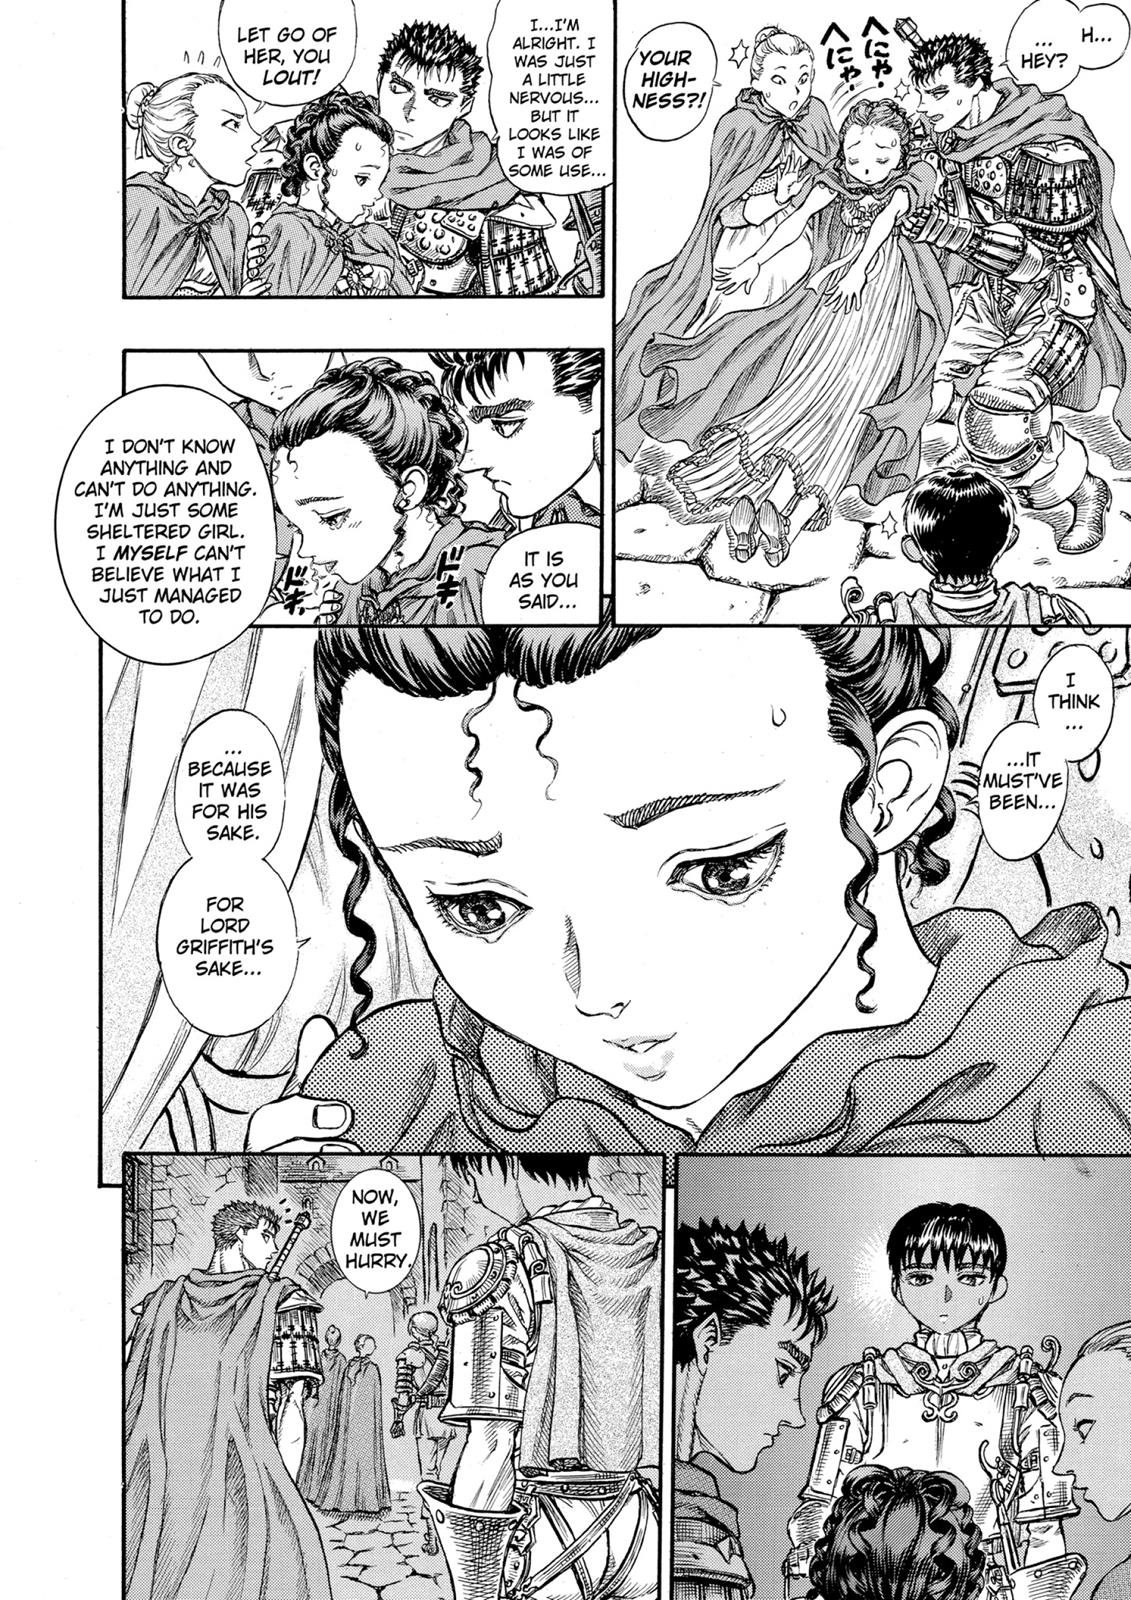 H...
... 
HEY?
へにゃ
へにゃ
YOUR
HIGH-
NESS?!
I...I'M
ALRIGHT. I
WAS JUST
A LITTLE
NERVOUS...
BUT IT
LOOKS LIKE
I WAS OF
SOME USE...
LET GO OF
HER, YOU
LOUT!
IT IS
AS YOU
SAID...
ドキ
ドキ
I DON'T KNOW
ANYTHING AND
CAN'T DO ANYTHING.
I'M JUST SOME
SHELTERED GIRL.
I MYSELF CAN'T
BELIEVE WHAT I
JUST MANAGED
TO DO.
I
THINK
...
...IT
MUST'VE
BEEN...
...
BECAUSE
IT WAS
FOR HIS
SAKE.
FOR
LORD
GRIFFITH'S
SAKE...
NOW,
WE
MUST
HURRY.